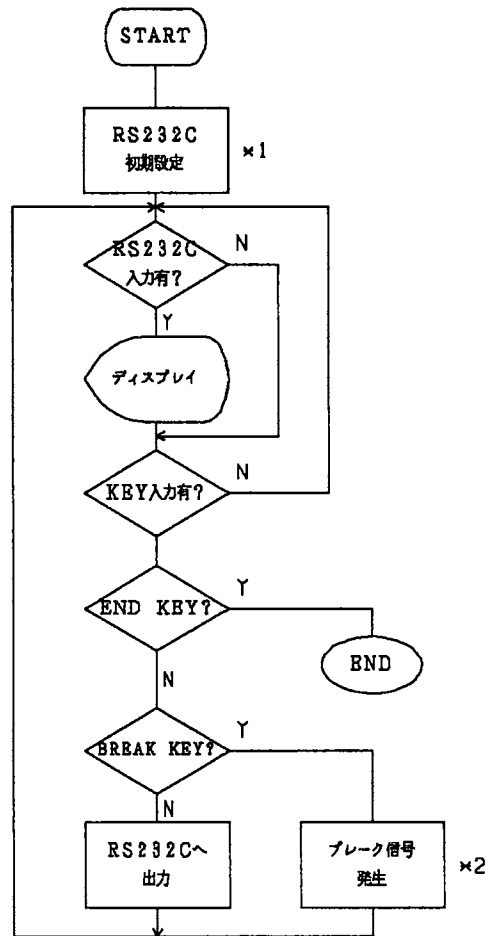 START
RS232C
初期設定
*1
RS232C
入力有?
N
Y
ディスプレイ
KEY入力有?
N
END KEY?
Y
END
N
BREAK KEY?
Y
N
RS232Cへ
出力
ブレーク信号
発生
*2